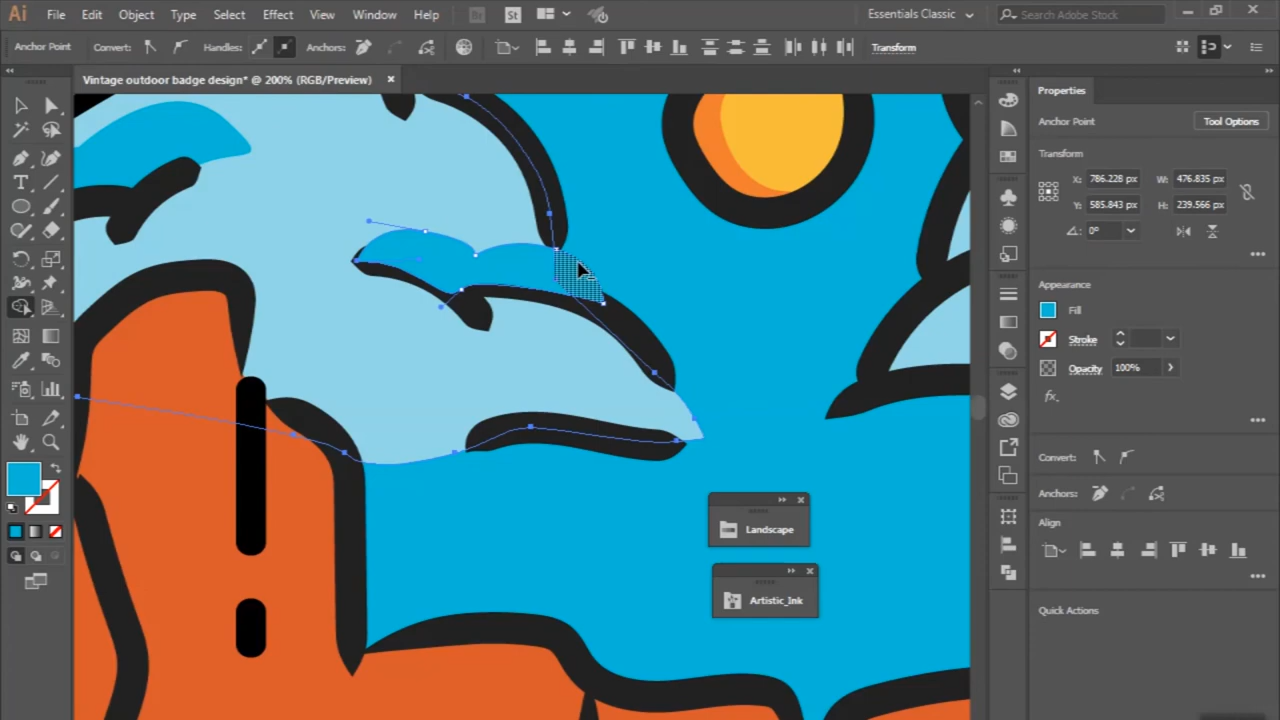 Ai File Edit Object Type Select Effect View Window Help Br St Essentials Classic Search Adobe Stock
Anchor Point Convert: Handles: Anchors: Transform
Vintage outdoor badge design* @ 200% (RGB/Preview)
Properties
Anchor Point Tool Options
Transform
X: 786.228 px W: 476.835 px
Y: 585.843 px H: 239.566 px
0°
Appearance
Fill
Stroke
Opacity 100%
fx.
Convert:
Anchors:
Align
Quick Actions
Landscape
Artistic_Ink